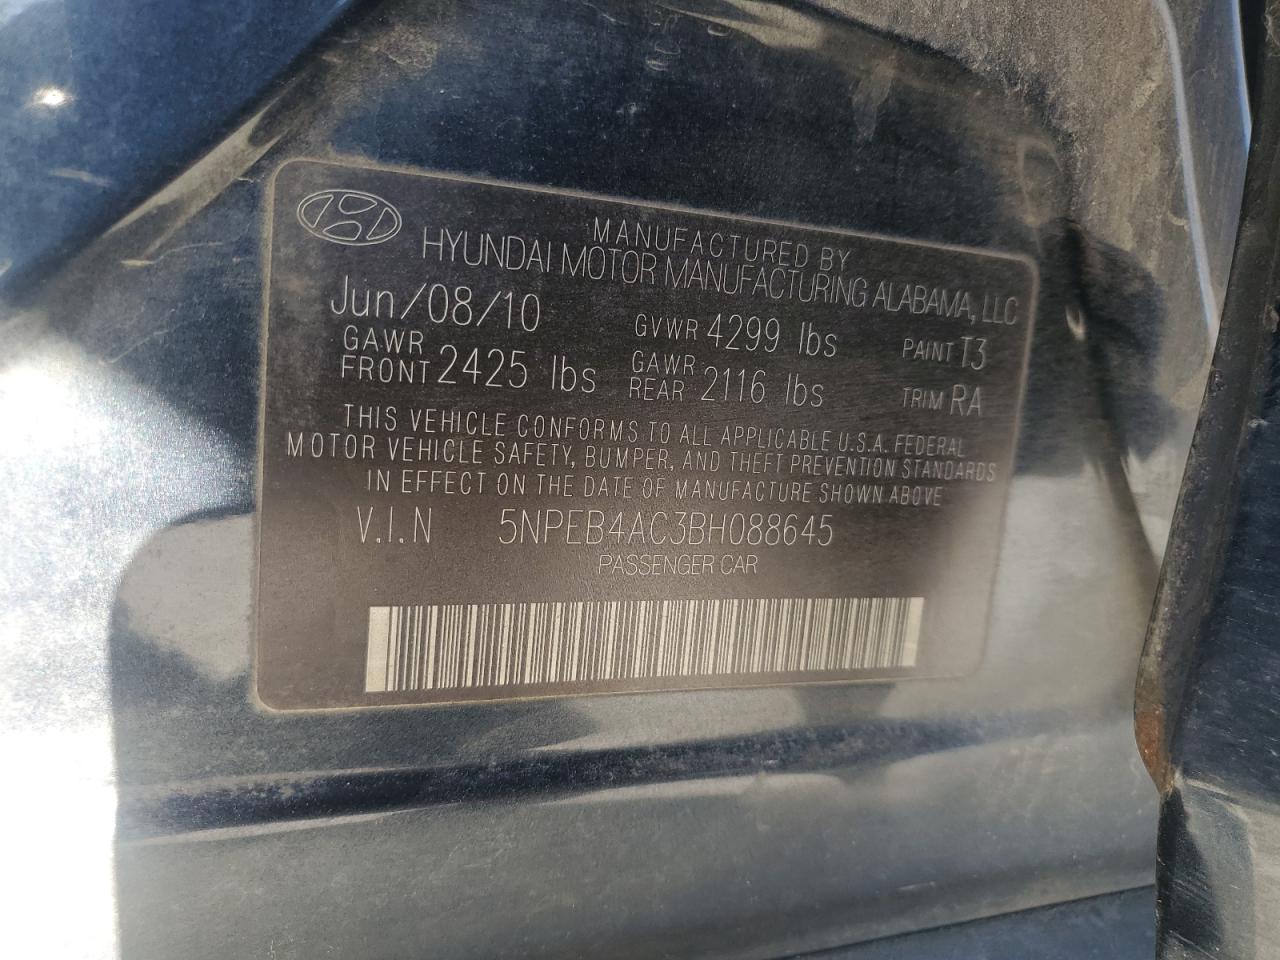 MANUFACTURED BY
HYUNDAI MOTOR MANUFACTURING ALABAMA, LLC
Jun/08/10 GVWR 4299 lbs PAINT T3
GAWR FRONT 2425 lbs GAWR REAR 2116 lbs TRIM RA
THIS VEHICLE CONFORMS TO ALL APPLICABLE U.S.A. FEDERAL
MOTOR VEHICLE SAFETY, BUMPER, AND THEFT PREVENTION STANDARDS
IN EFFECT ON THE DATE OF MANUFACTURE SHOWN ABOVE
V.I.N 5NPEB4AC3BH088645
PASSENGER CAR